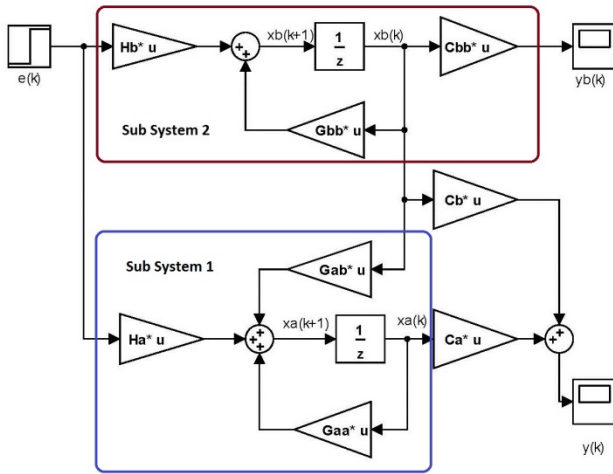 Hb* u
+
+
xb(k+1)
1
z
xb(k)
Cbb* u
e(k)
yb(k)
Gbb* u
Sub System 2
Cb* u
Sub System 1
Gab* u
xa(k+1)
xa(k)
Ha* u
+
+
+
1
z
Ca* u
+
+
Gaa* u
y(k)